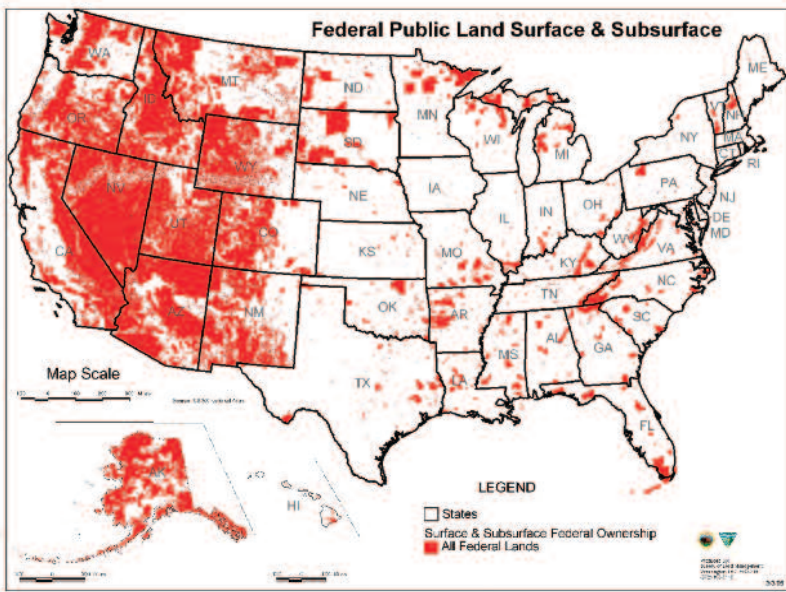 Federal Public Land Surface & Subsurface
WA
MT
ND
MN
ME
OR
ID
SD
WI
MI
VT
NH
NY
MA
CT
RI
WY
NE
IA
PA
NJ
NV
UT
CO
IL
IN
OH
DE
MD
WV
VA
CA
KS
MO
KY
AZ
NM
OK
AR
TN
NC
SC
MS
AL
GA
TX
LA
FL
Map Scale
AK
HI
LEGEND
States
Surface & Subsurface Federal Ownership
All Federal Lands